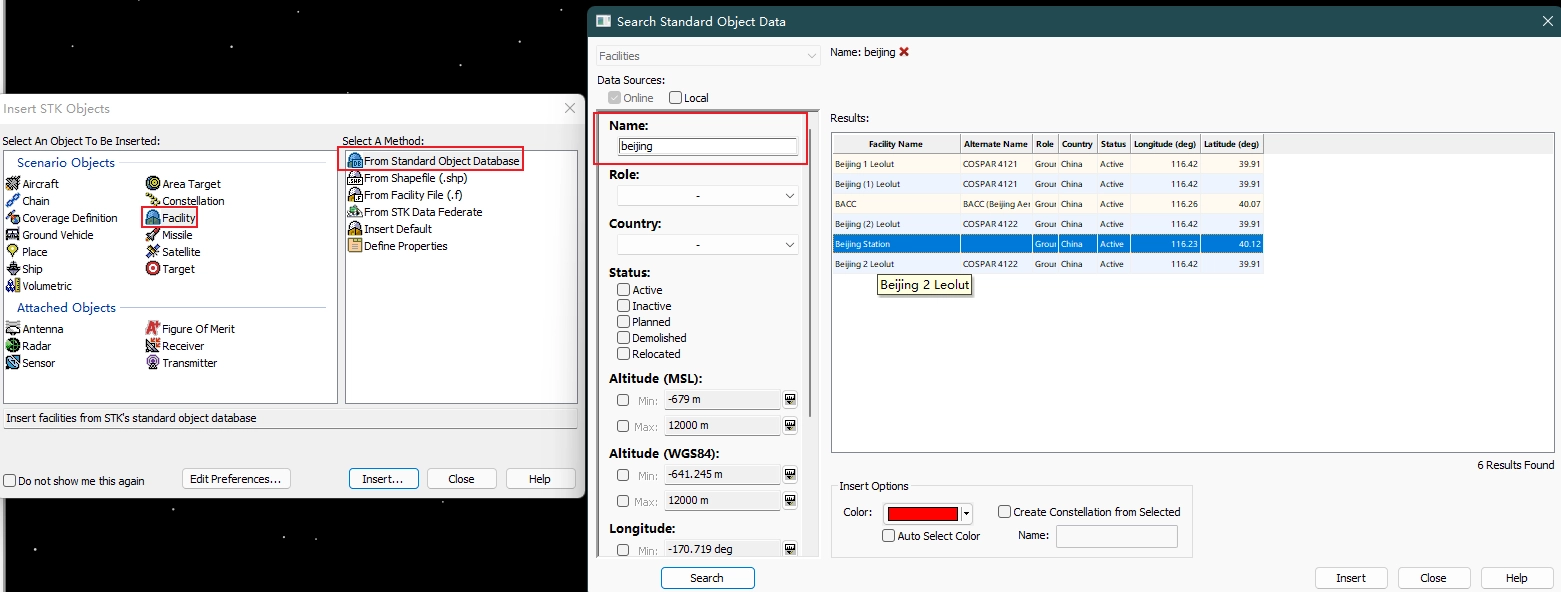 Insert STK Objects
Select An Object To Be Inserted:
Scenario Objects
Aircraft
Area Target
Chain
Constellation
Coverage Definition
Facility
Ground Vehicle
Missile
Place
Satellite
Ship
Target
Volumetric
Attached Objects
Antenna
Figure Of Merit
Radar
Receiver
Sensor
Transmitter
Select A Method:
From Standard Object Database
From Shapefile (.shp)
From Facility File (.f)
From STK Data Federate
Insert Default
Define Properties
Insert facilities from STK's standard object database
Do not show me this again
Edit Preferences...
Insert...
Close
Help
Search Standard Object Data
Facilities
Data Sources:
Online
Local
Name:
beijing
Role:
-
Country:
-
Status:
Active
Inactive
Planned
Demolished
Relocated
Altitude (MSL):
Min: -679 m
Max: 12000 m
Altitude (WGS84):
Min: -641.245 m
Max: 12000 m
Longitude:
Min: -170.719 deg
Search
Name: beijing
Results:
Facility Name Alternate Name Role Country Status Longitude (deg) Latitude (deg)
Beijing 1 Leolut COSPAR 4121 Grour China Active 116.42 39.91
Beijing (1) Leolut COSPAR 4121 Grour China Active 116.42 39.91
BACC BACC (Beijing Aer Grour China Active 116.26 40.07
Beijing (2) Leolut COSPAR 4122 Grour China Active 116.42 39.91
Beijing Station Grour China Active 116.23 40.12
Beijing 2 Leolut COSPAR 4122 Grour China Active 116.42 39.91
Beijing 2 Leolut
6 Results Found
Insert Options
Color:
Auto Select Color
Create Constellation from Selected
Name:
Insert
Close
Help